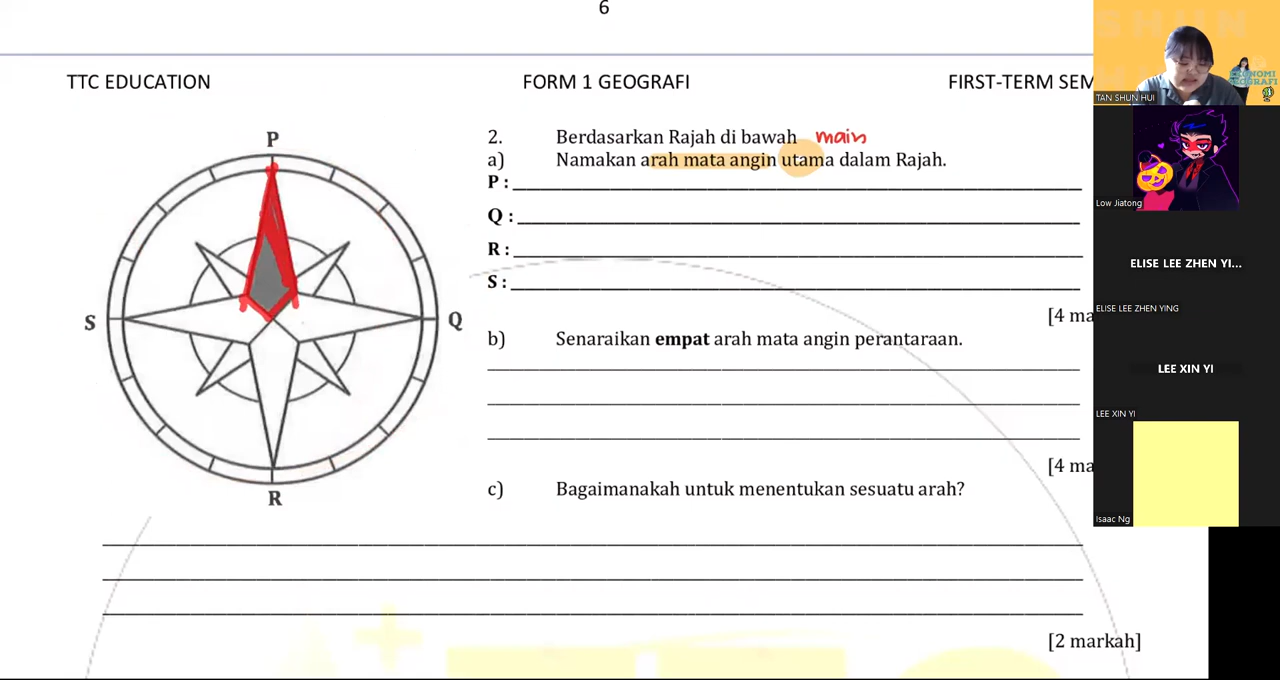 6
TTC EDUCATION FORM 1 GEOGRAFI FIRST-TERM SEM
P
S
Q
R
2. Berdasarkan Rajah di bawah main
a) Namakan arah mata angin utama dalam Rajah.
P :
Q :
R :
S :
[4 ma
b) Senaraikan empat arah mata angin perantaraan.
[4 ma
c) Bagaimanakah untuk menentukan sesuatu arah?
[2 markah]
TAN SHUN HUI
Low Jiatong
ELISE LEE ZHEN YI...
ELISE LEE ZHEN YING
LEE XIN YI
LEE XIN YI
Isaac Ng
SHUN
EKONOMI
GEOGRAFI
A+